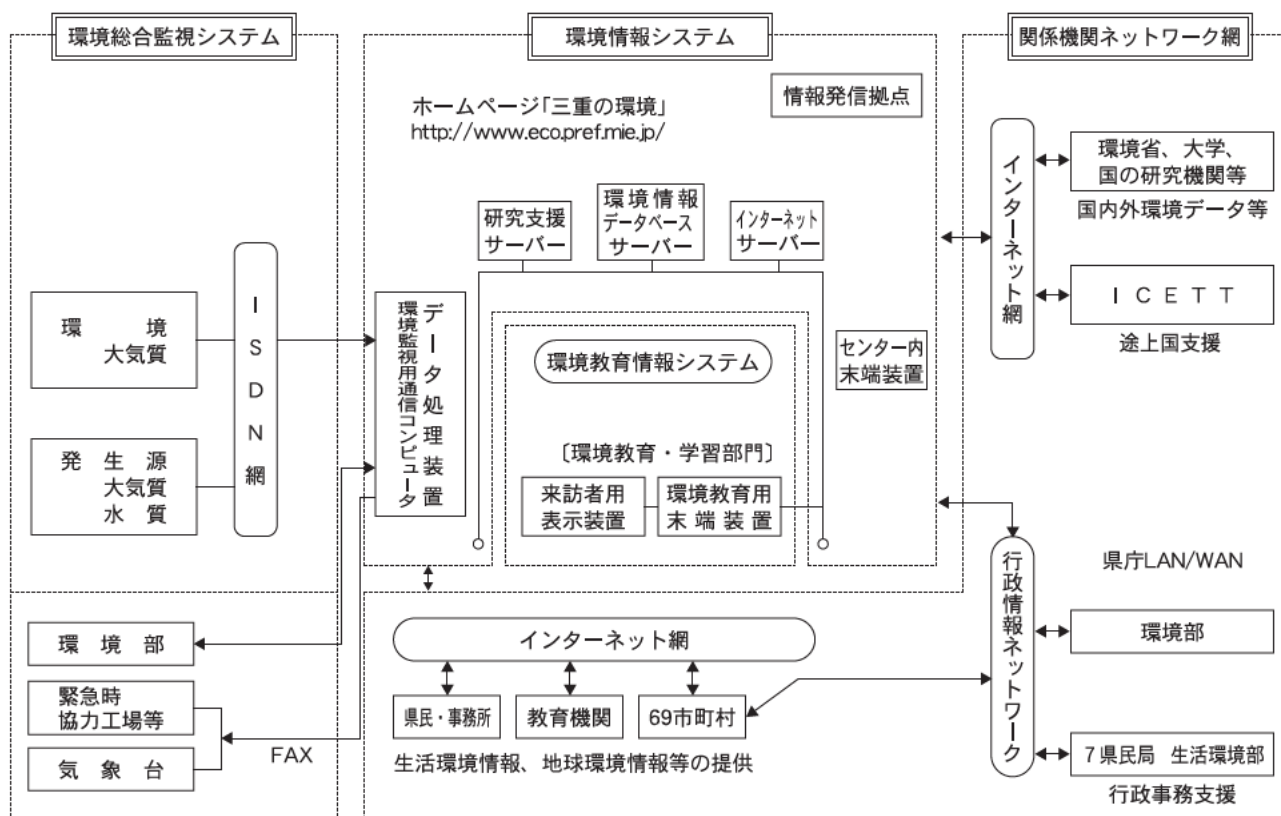 環境総合監視システム
環境情報システム
関係機関ネットワーク網
情報発信拠点
ホームページ「三重の環境」
http://www.eco.pref.mie.jp/
研究支援
サーバー
環境情報
データベース
サーバー
インターネット
サーバー
環境
大気質
発生源
大気質
水質
ISDN網
データ処理装置
環境監視用通信コンピュータ
環境教育情報システム
〔環境教育・学習部門〕
来訪者用
表示装置
環境教育用
末端装置
センター内
末端装置
インターネット網
環境省、大学、
国の研究機関等
国内外環境データ等
ICETT
途上国支援
環境部
緊急時
協力工場等
気象台
FAX
インターネット網
県民・事務所
教育機関
69市町村
生活環境情報、地球環境情報等の提供
行政情報ネットワーク
県庁LAN/WAN
環境部
7県民局 生活環境部
行政事務支援